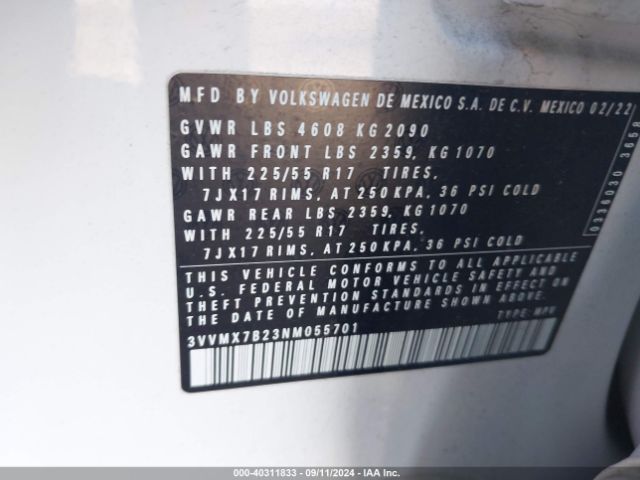 MFD BY VOLKSWAGEN DE MEXICO S.A. DE C.V. MEXICO 02/22
GVWR LBS 4608 KG 2090
GAWR FRONT LBS 2359, KG 1070
WITH 225/55 R17 TIRES,
7JX17 RIMS, AT 250 KPA, 36 PSI COLD
GAWR REAR LBS 2359, KG 1070
WITH 225/55 R17 TIRES,
7JX17 RIMS, AT 250 KPA, 36 PSI COLD
THIS VEHICLE CONFORMS TO ALL APPLICABLE
U.S. FEDERAL MOTOR VEHICLE SAFETY AND
THEFT PREVENTION STANDARDS IN EFFECT ON
THE DATE OF MANUFACTURE SHOWN ABOVE.
TYPE: MPV
3VVMX7B23NM055701
0336030 3658
000-40311833 - 09/11/2024 - IAA Inc.